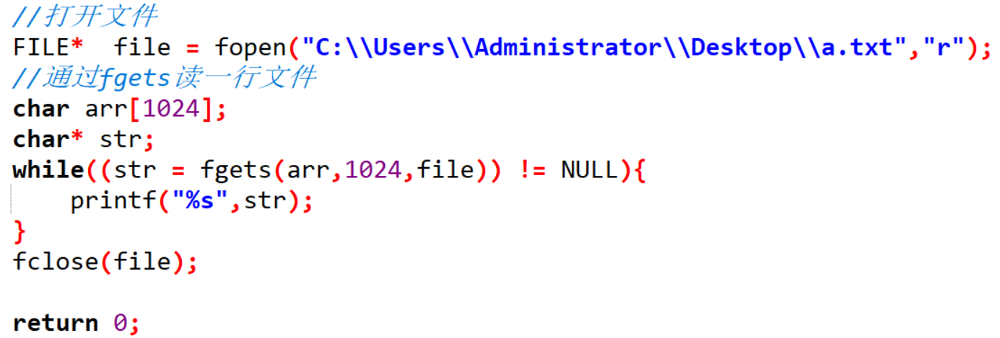 //打开文件
FILE*  file = fopen("C:\\Users\\Administrator\\Desktop\\a.txt","r");
//通过fgets读一行文件
char arr[1024];
char* str;
while((str = fgets(arr,1024,file)) != NULL){
    printf("%s",str);
}
fclose(file);
return 0;